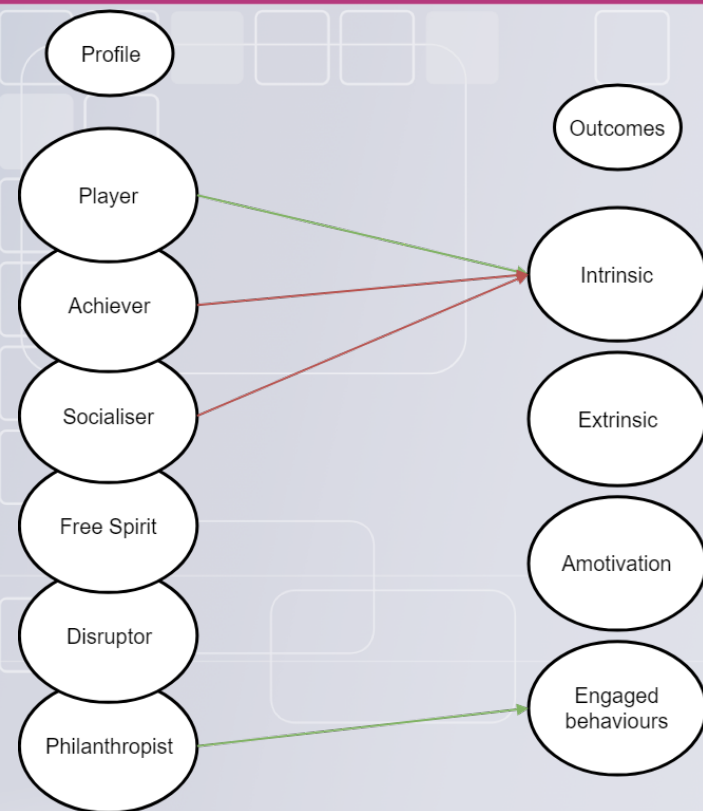 Profile
Player
Achiever
Socialiser
Free Spirit
Disruptor
Philanthropist
Outcomes
Intrinsic
Extrinsic
Amotivation
Engaged
behaviours